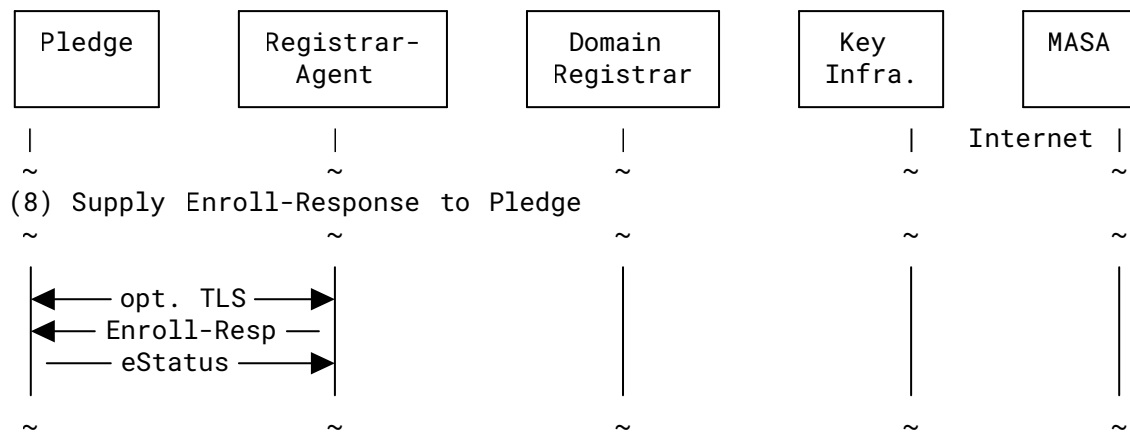 Pledge Registrar- Domain Key MASA
Agent Registrar Infra.
| | | | Internet |
~ ~ ~ ~ ~
(8) Supply Enroll-Response to Pledge
~ ~ ~ ~ ~
opt. TLS
Enroll-Resp
eStatus
~ ~ ~ ~ ~